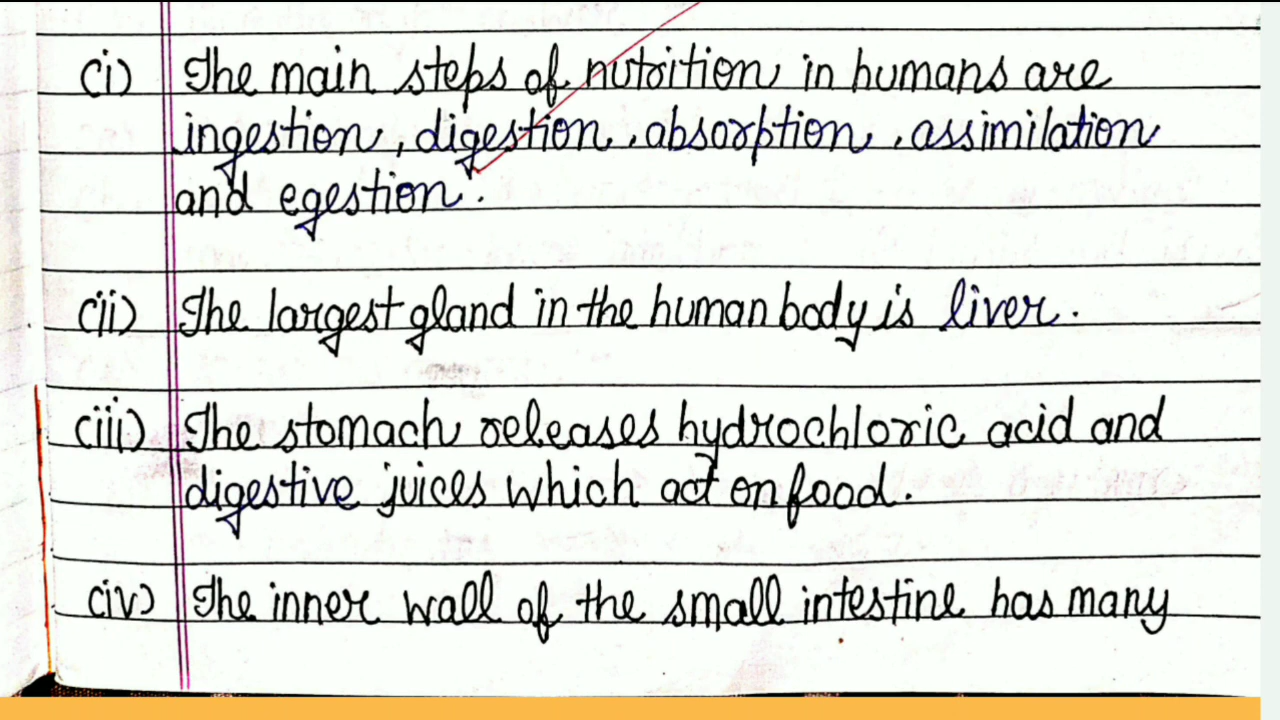 (i) The main steps of nutrition in humans are
ingestion, digestion, absorption, assimilation
and egestion.
(ii) The largest gland in the human body is liver.
(iii) The stomach releases hydrochloric acid and
digestive juices which act on food.
(iv) The inner wall of the small intestine has many